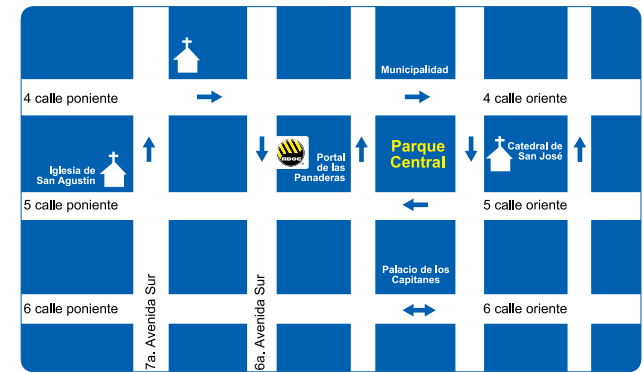 Municipalidad
4 calle poniente
4 calle oriente
Iglesia de
San Agustín
ADOC
Portal
de las
Panaderas
Parque
Central
Catedral de
San José
5 calle poniente
5 calle oriente
Palacio de los
Capitanes
7a. Avenida Sur
6a. Avenida Sur
6 calle poniente
6 calle oriente